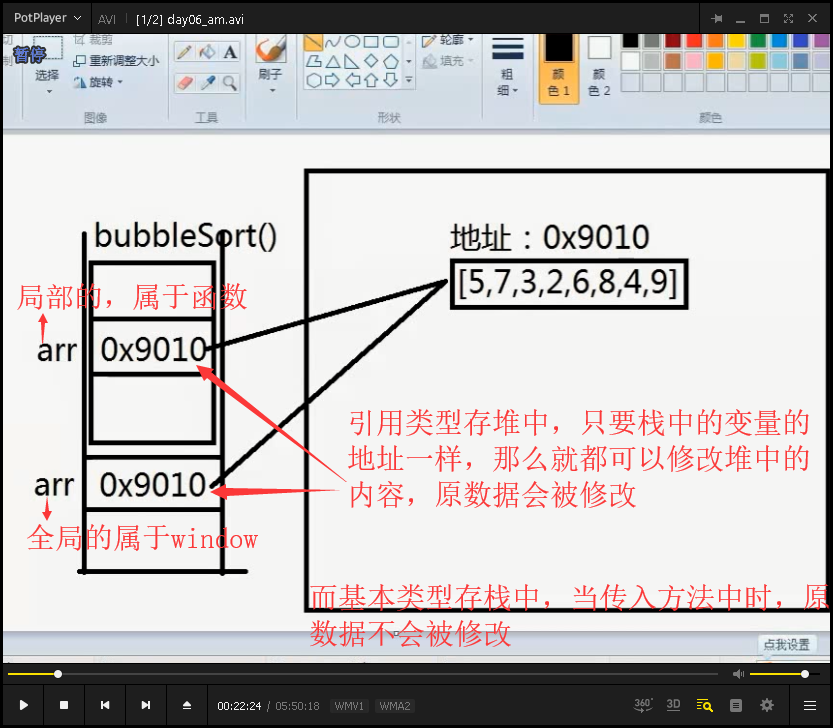 PotPlayer
AVI
[1/2] day06_am.avi
暂停
裁剪
选择
重新调整大小
旋转
A
刷子
轮廓
填充
粗
细
颜
色 1
颜
色 2
图像
工具
形状
颜色
bubbleSort()
地址：0x9010
[5,7,3,2,6,8,4,9]
局部的，属于函数
arr
0x9010
引用类型存堆中，只要栈中的变量的
地址一样，那么就都可以修改堆中的
内容，原数据会被修改
arr
0x9010
全局的属于window
而基本类型存栈中，当传入方法中时，原
数据不会被修改
点我设置
00:22:24 / 05:50:18
WMV1
WMA2
360°
3D